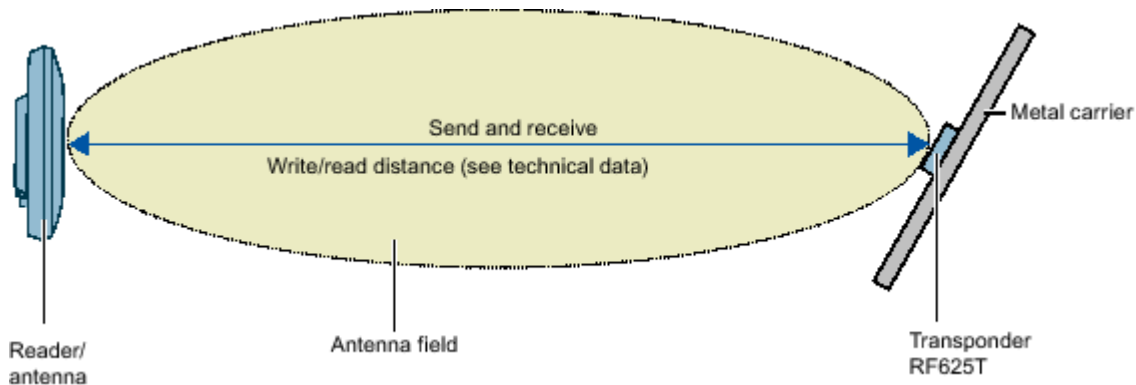 Send and receive
Write/read distance (see technical data)
Metal carrier
Reader/
antenna
Antenna field
Transponder
RF625T